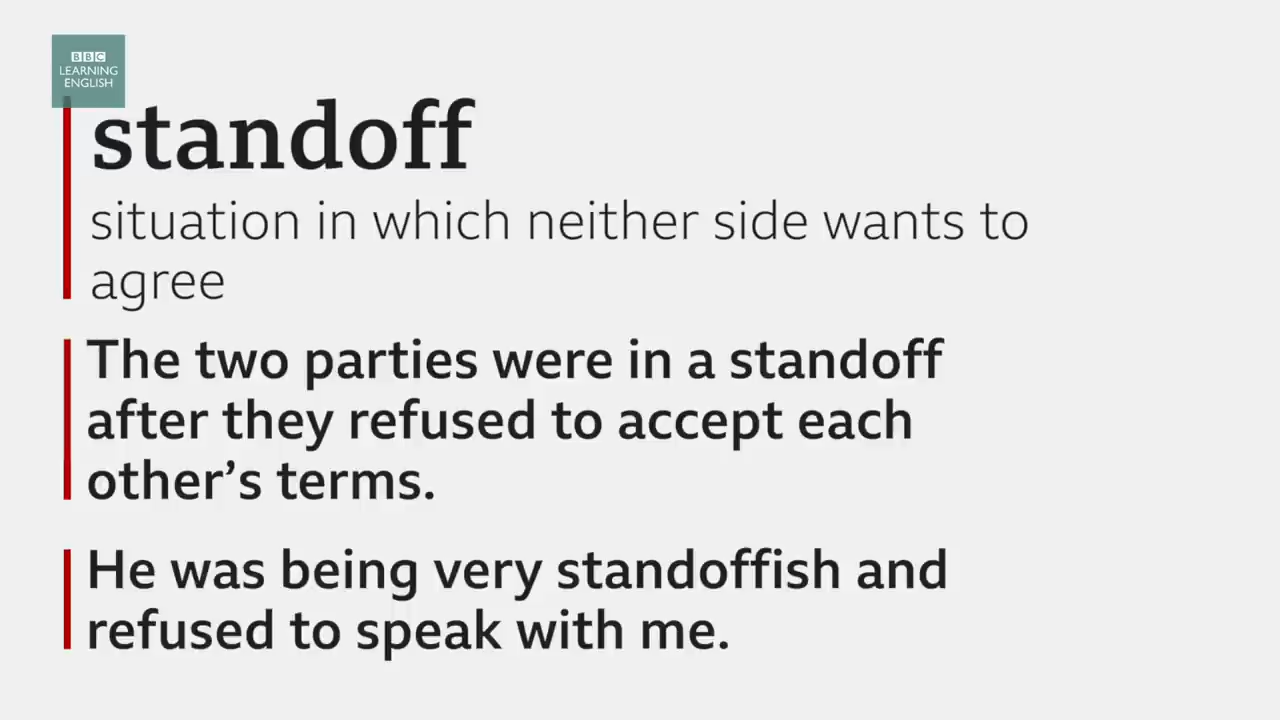 BBC
LEARNING
ENGLISH
standoff
situation in which neither side wants to
agree
The two parties were in a standoff
after they refused to accept each
other’s terms.
He was being very standoffish and
refused to speak with me.